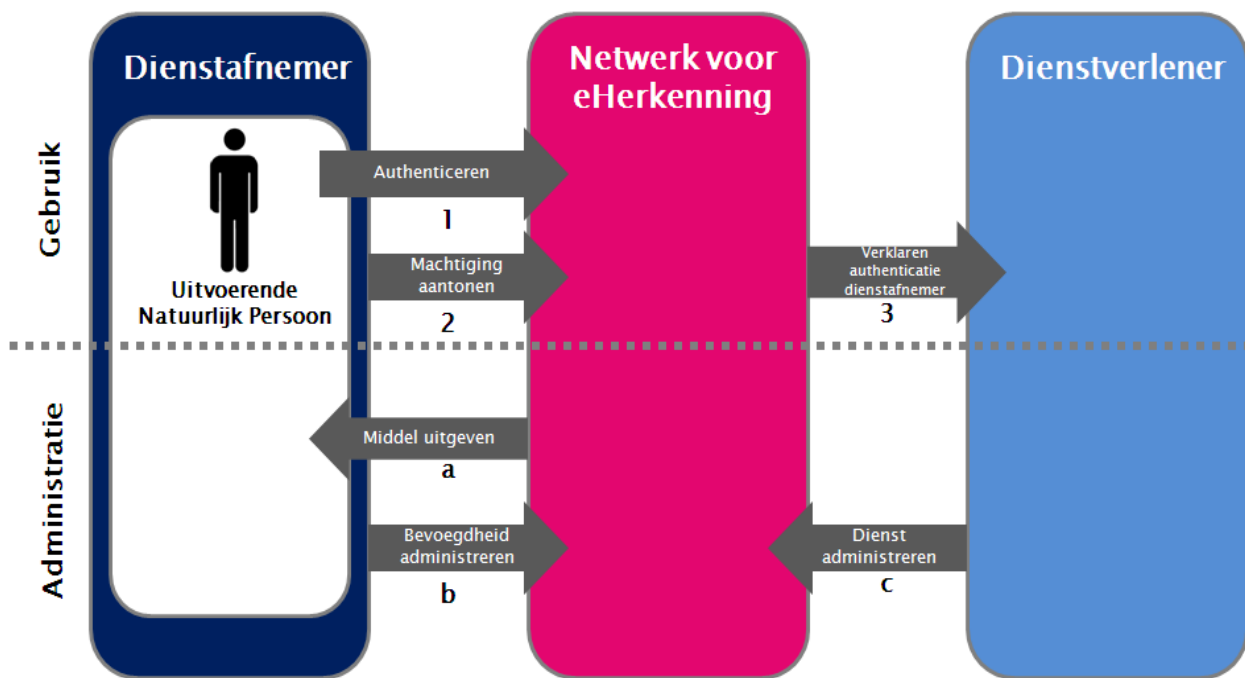 Dienstafnemer
Netwerk voor
eHerkenning
Dienstverlener
Gebruik
Authenticeren
1
Machtiging
aantonen
2
Uitvoerende
Natuurlijk Persoon
Verklaren
authenticatie
dienstafnemer
3
Administratie
Middel uitgeven
a
Bevoegdheid
administreren
b
Dienst
administreren
c